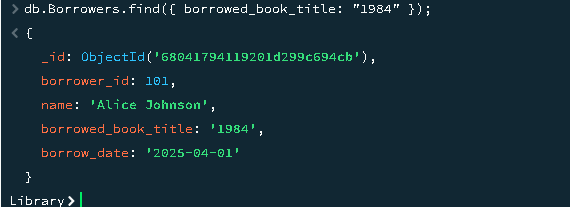 > db.Borrowers.find({ borrowed_book_title: "1984" });
< {
_id: ObjectId('68041794119201d299c694cb'),
borrower_id: 101,
name: 'Alice Johnson',
borrowed_book_title: '1984',
borrow_date: '2025-04-01'
}
Library>